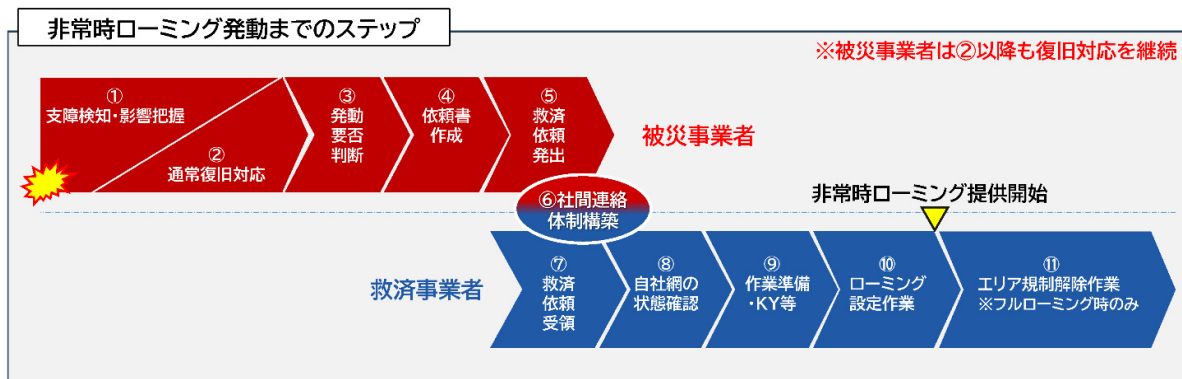 非常時ローミング発動までのステップ
※被災事業者は②以降も復旧対応を継続
①
支障検知・影響把握
②
通常復旧対応
③
発動
要否
判断
④
依頼書
作成
⑤
救済
依頼
発出
被災事業者
⑥社間連絡
体制構築
非常時ローミング提供開始
救済事業者
⑦
救済
依頼
受領
⑧
自社網の
状態確認
⑨
作業準備
・KY等
⑩
ローミング
設定作業
⑪
エリア規制解除作業
※フルローミング時のみ